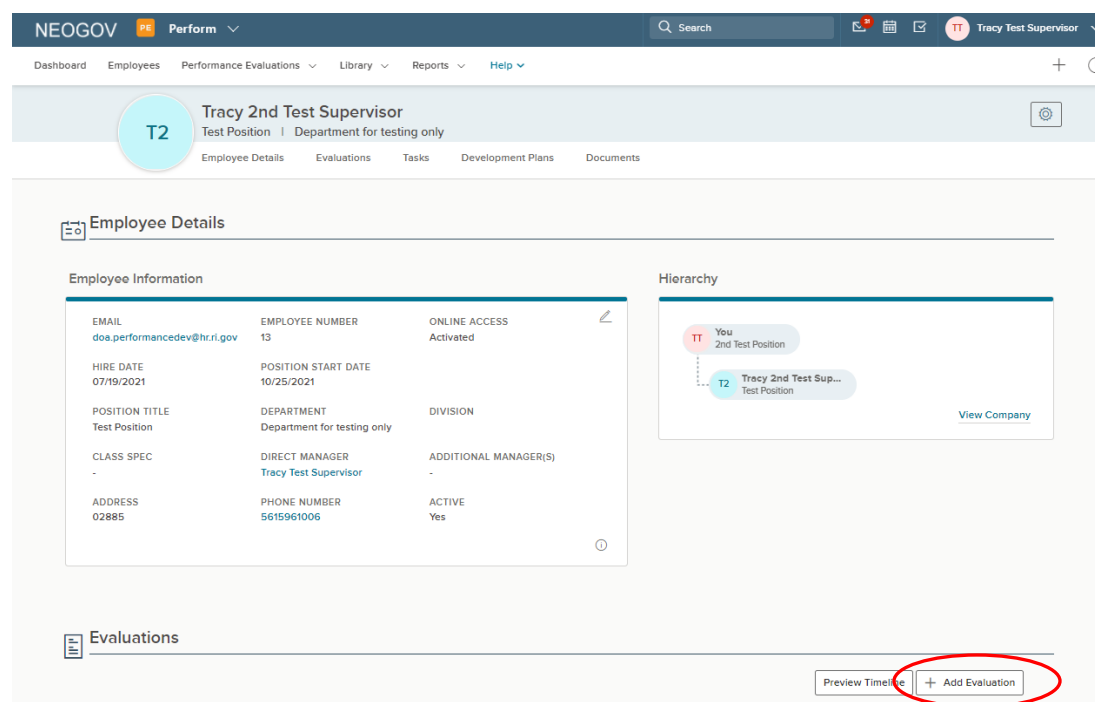 NEOGOV PE Perform Search 31 TT Tracy Test Supervisor
Dashboard Employees Performance Evaluations Library Reports Help
T2
Tracy 2nd Test Supervisor
Test Position | Department for testing only
Employee Details Evaluations Tasks Development Plans Documents
Employee Details
Employee Information
EMAIL EMPLOYEE NUMBER ONLINE ACCESS
doa.performancedev@hr.ri.gov 13 Activated
HIRE DATE POSITION START DATE
07/19/2021 10/25/2021
POSITION TITLE DEPARTMENT DIVISION
Test Position Department for testing only
CLASS SPEC DIRECT MANAGER ADDITIONAL MANAGER(S)
- Tracy Test Supervisor -
ADDRESS PHONE NUMBER ACTIVE
02885 5615961006 Yes
Hierarchy
TT You
2nd Test Position
T2 Tracy 2nd Test Sup...
Test Position
View Company
Evaluations
Preview Timeline + Add Evaluation